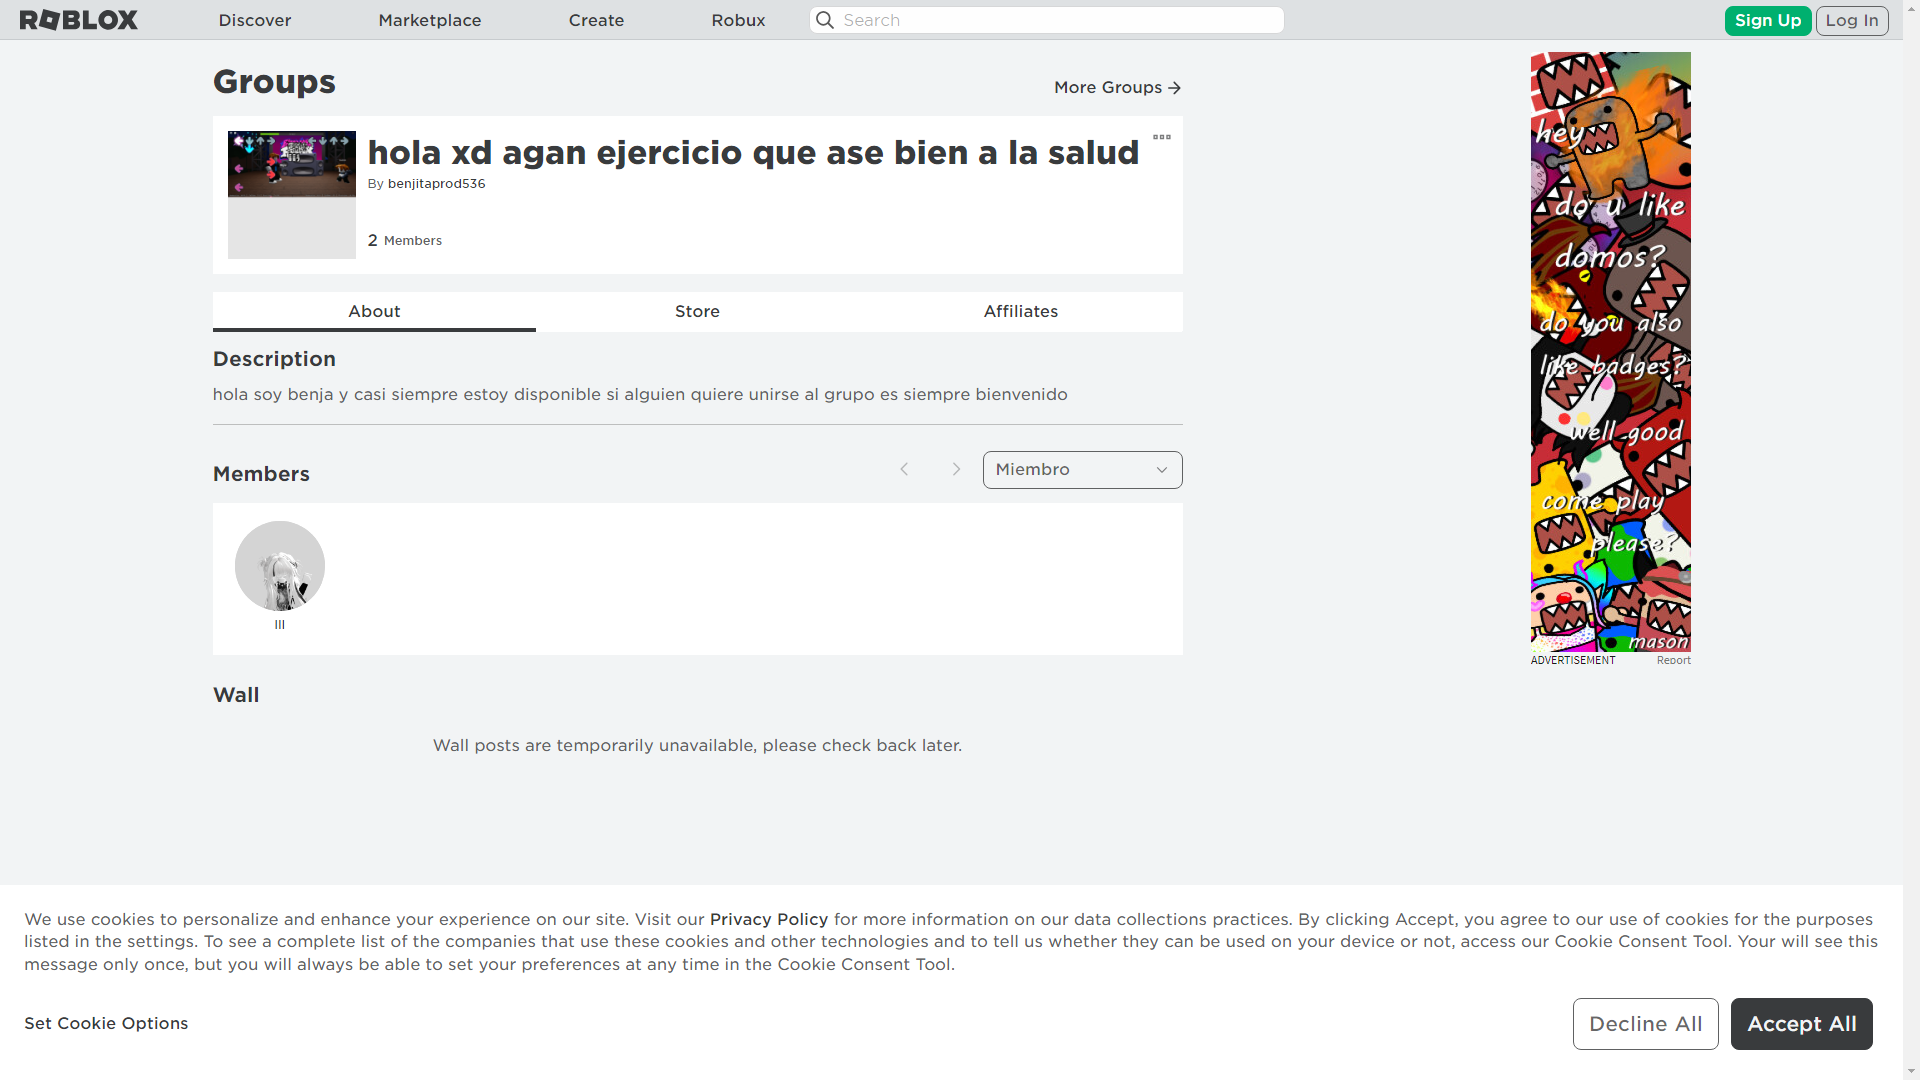 ROBLOX
Discover
Marketplace
Create
Robux
Search
Sign Up
Log In
Groups
More Groups
hola xd agan ejercicio que ase bien a la salud
By benjitaprod536
2 Members
About
Store
Affiliates
Description
hola soy benja y casi siempre estoy disponible si alguien quiere unirse al grupo es siempre bienvenido
Members
Miembro
lll
Wall
Wall posts are temporarily unavailable, please check back later.
hey
do u like
domos?
do you also
like badges?
well good
come play
please?
mason
ADVERTISEMENT
Report
We use cookies to personalize and enhance your experience on our site. Visit our Privacy Policy for more information on our data collections practices. By clicking Accept, you agree to our use of cookies for the purposes
listed in the settings. To see a complete list of the companies that use these cookies and other technologies and to tell us whether they can be used on your device or not, access our Cookie Consent Tool. Your will see this
message only once, but you will always be able to set your preferences at any time in the Cookie Consent Tool.
Set Cookie Options
Decline All
Accept All